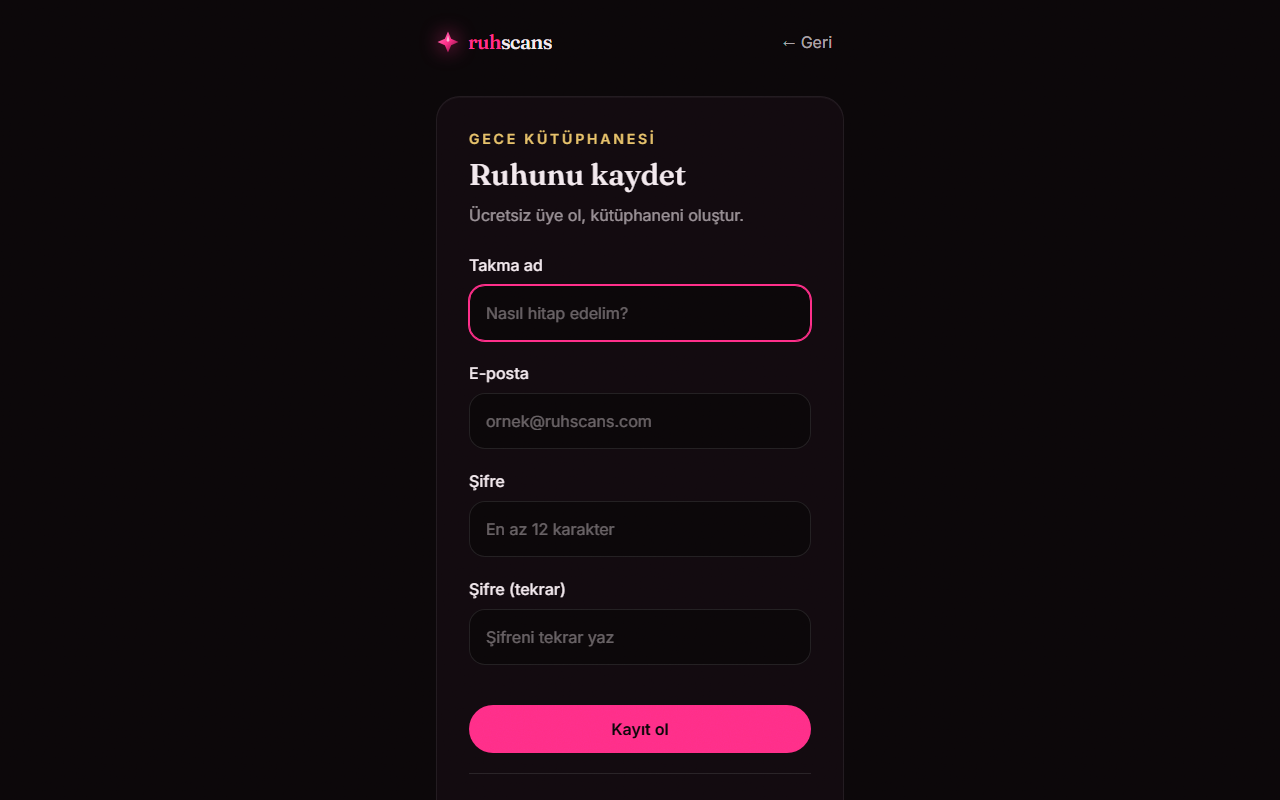 ruhscans
← Geri
GECE KÜTÜPHANESİ
Ruhunu kaydet
Ücretsiz üye ol, kütüphaneni oluştur.
Takma ad
Nasıl hitap edelim?
E-posta
ornek@ruhscans.com
Şifre
En az 12 karakter
Şifre (tekrar)
Şifreni tekrar yaz
Kayıt ol